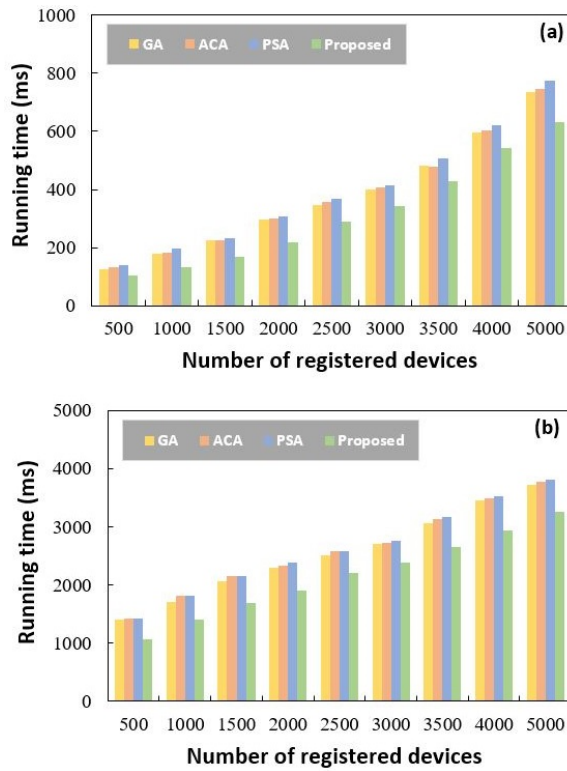 (a)
GA ACA PSA Proposed
Running time (ms)
1000
800
600
400
200
0
500 1000 1500 2000 2500 3000 3500 4000 5000
Number of registered devices
(b)
GA ACA PSA Proposed
Running time (ms)
5000
4000
3000
2000
1000
0
500 1000 1500 2000 2500 3000 3500 4000 5000
Number of registered devices